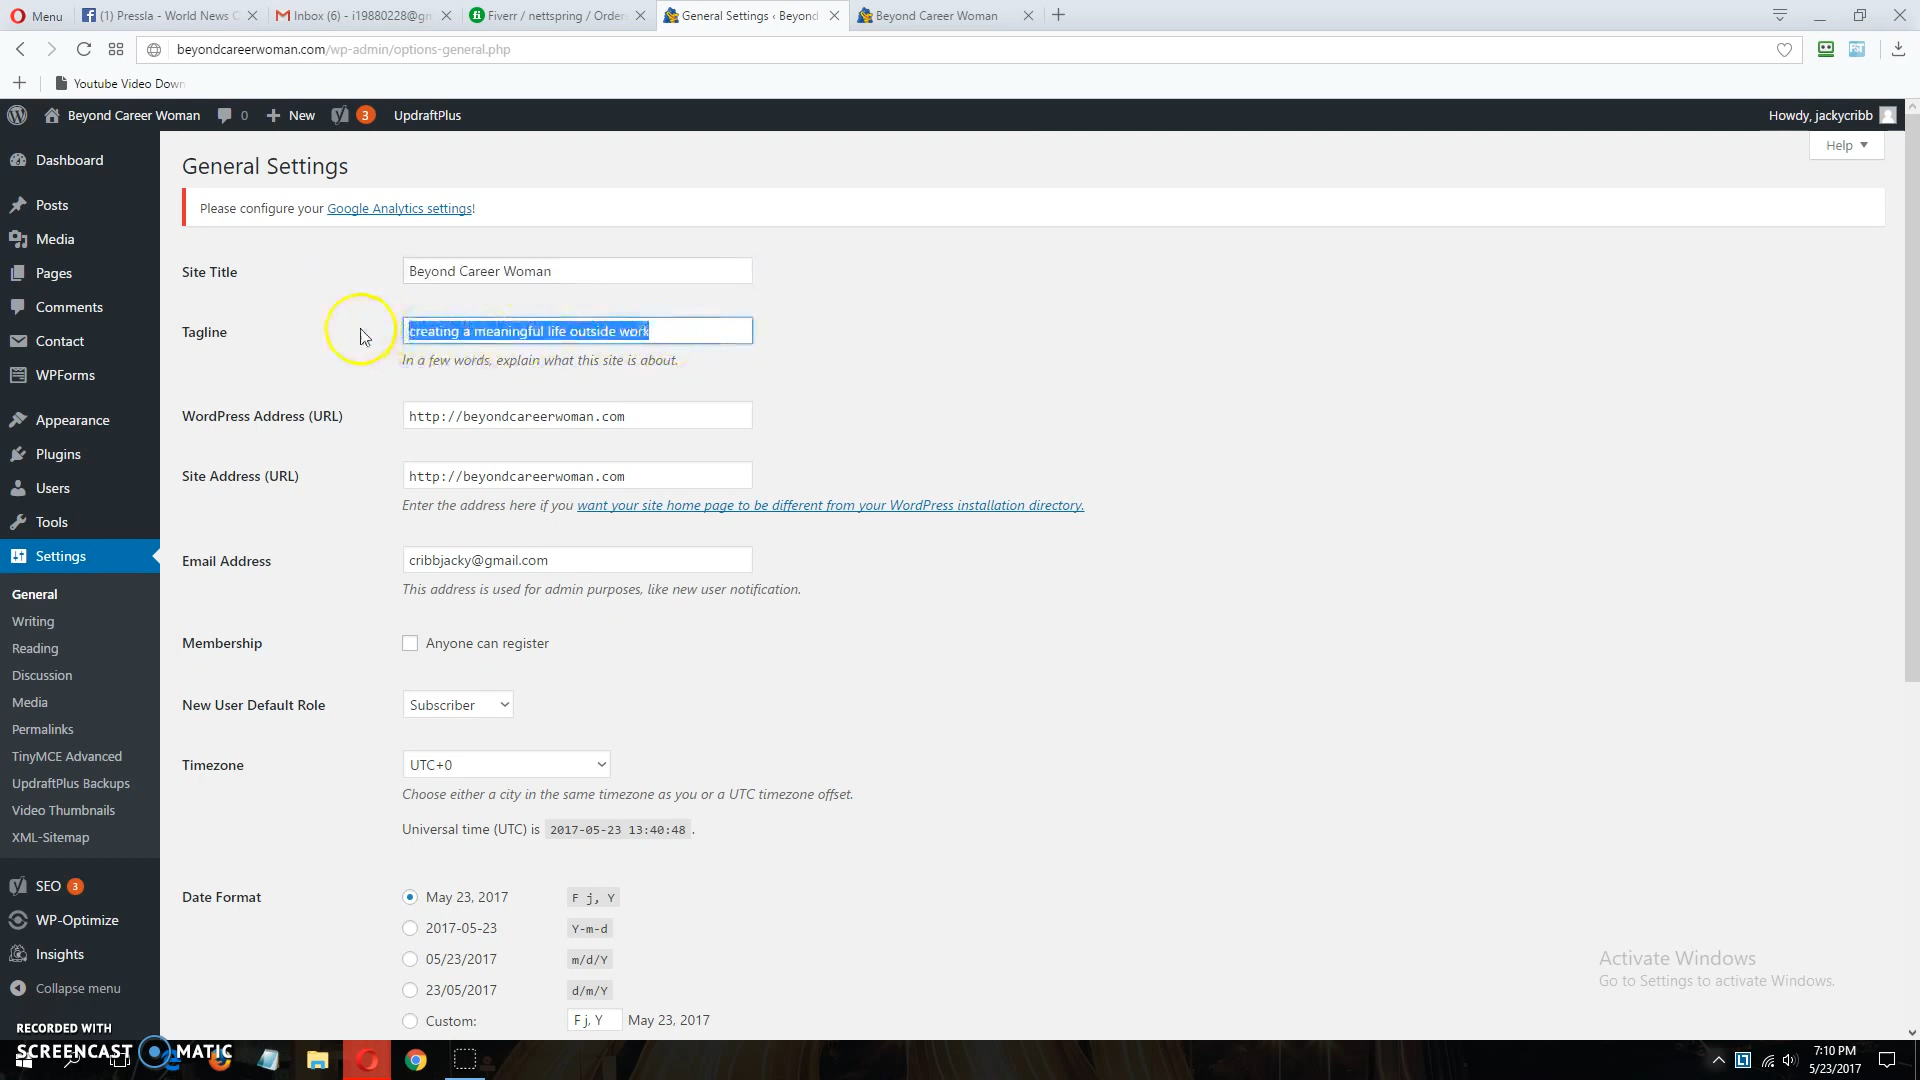 Menu
(1) Pressla - World News C
Inbox (6) - i19880228@gm
Fiverr / nettspring / Order
General Settings ‹ Beyond
Beyond Career Woman
beyondcareerwoman.com/wp-admin/options-general.php
Youtube Video Down
Beyond Career Woman
0
New
3
UpdraftPlus
Howdy, jackycribb
Help
Dashboard
Posts
Media
Pages
Comments
Contact
WPForms
Appearance
Plugins
Users
Tools
Settings
General
Writing
Reading
Discussion
Media
Permalinks
TinyMCE Advanced
UpdraftPlus Backups
Video Thumbnails
XML-Sitemap
SEO 3
WP-Optimize
Insights
Collapse menu
General Settings
Please configure your Google Analytics settings!
Site Title
Beyond Career Woman
Tagline
creating a meaningful life outside work
In a few words, explain what this site is about.
WordPress Address (URL)
http://beyondcareerwoman.com
Site Address (URL)
http://beyondcareerwoman.com
Enter the address here if you want your site home page to be different from your WordPress installation directory.
Email Address
cribbjacky@gmail.com
This address is used for admin purposes, like new user notification.
Membership
Anyone can register
New User Default Role
Subscriber
Timezone
UTC+0
Choose either a city in the same timezone as you or a UTC timezone offset.
Universal time (UTC) is 2017-05-23 13:40:48 .
Date Format
May 23, 2017 F j, Y
2017-05-23 Y-m-d
05/23/2017 m/d/Y
23/05/2017 d/m/Y
Custom: F j, Y May 23, 2017
Activate Windows
Go to Settings to activate Windows.
RECORDED WITH
SCREENCAST MATIC
7:10 PM
5/23/2017